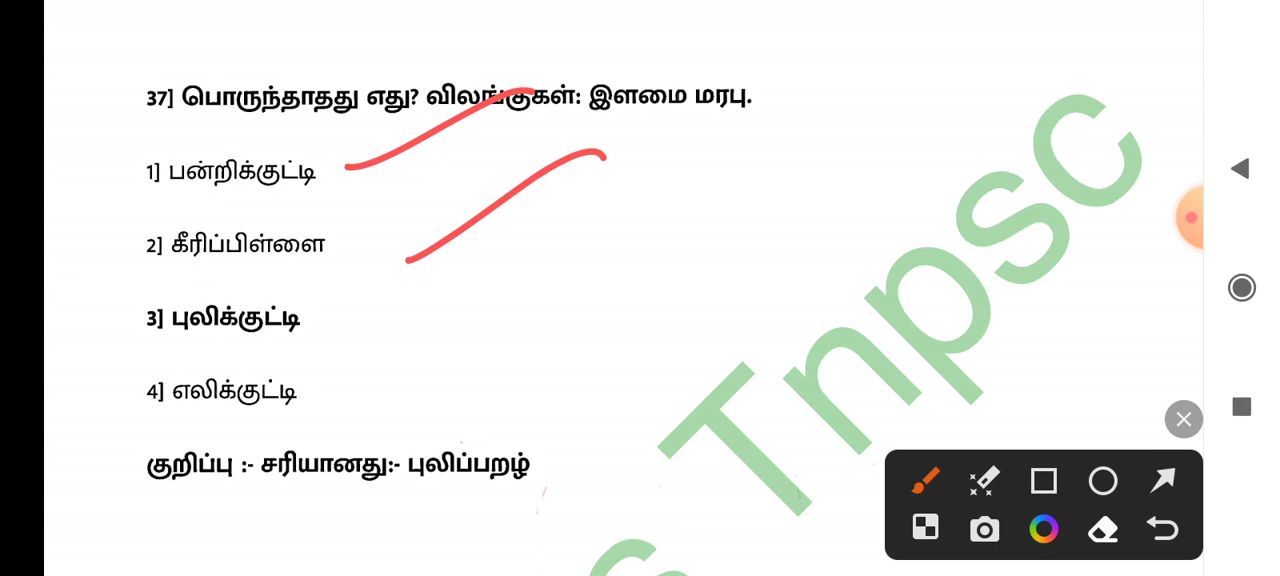 37] பொருந்தாதது எது? விலங்குகள்: இளமை மரபு.
1] பன்றிக்குட்டி
2] கீரிப்பிள்ளை
3] புலிக்குட்டி
4] எலிக்குட்டி
குறிப்பு :- சரியானது:- புலிப்பறழ்
s Tnpsc